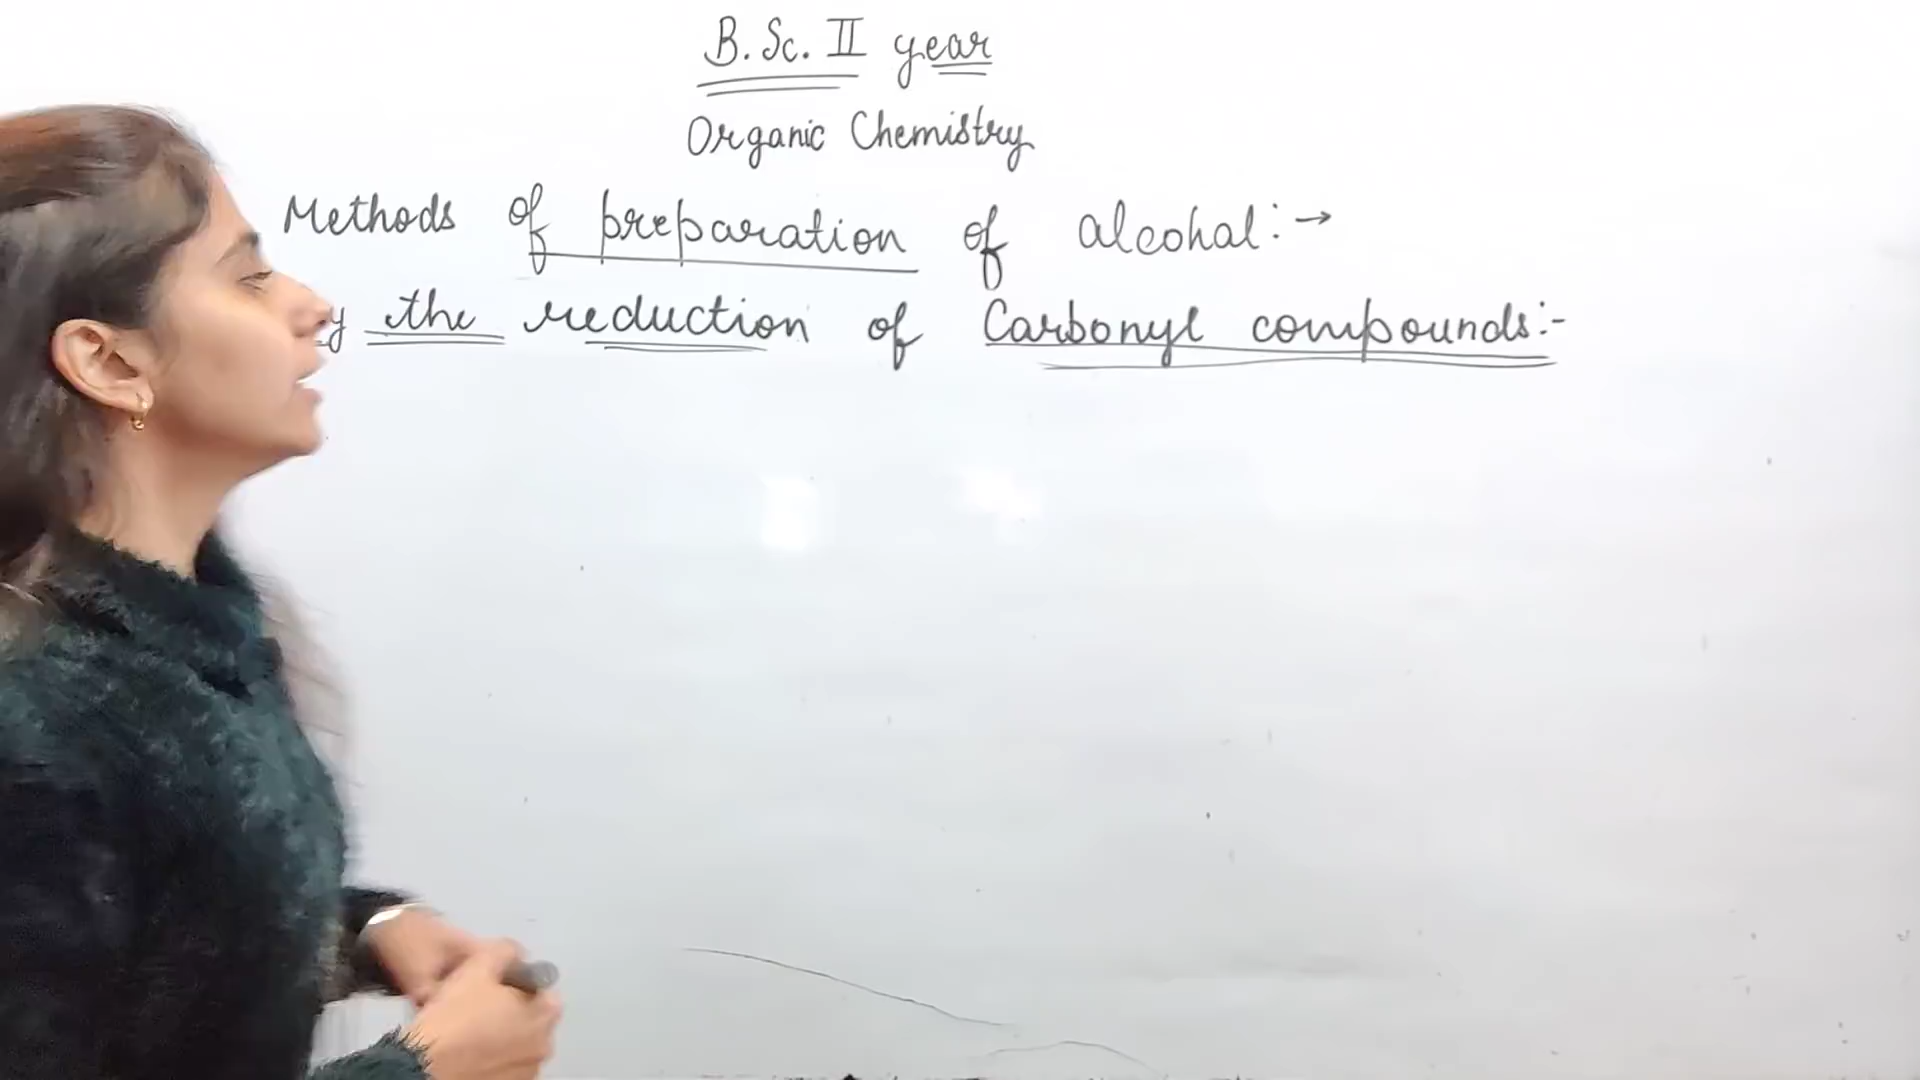 B.Sc. II year
Organic Chemistry
Methods of preparation of alcohal:→
the reduction of Carbonyl compounds:-